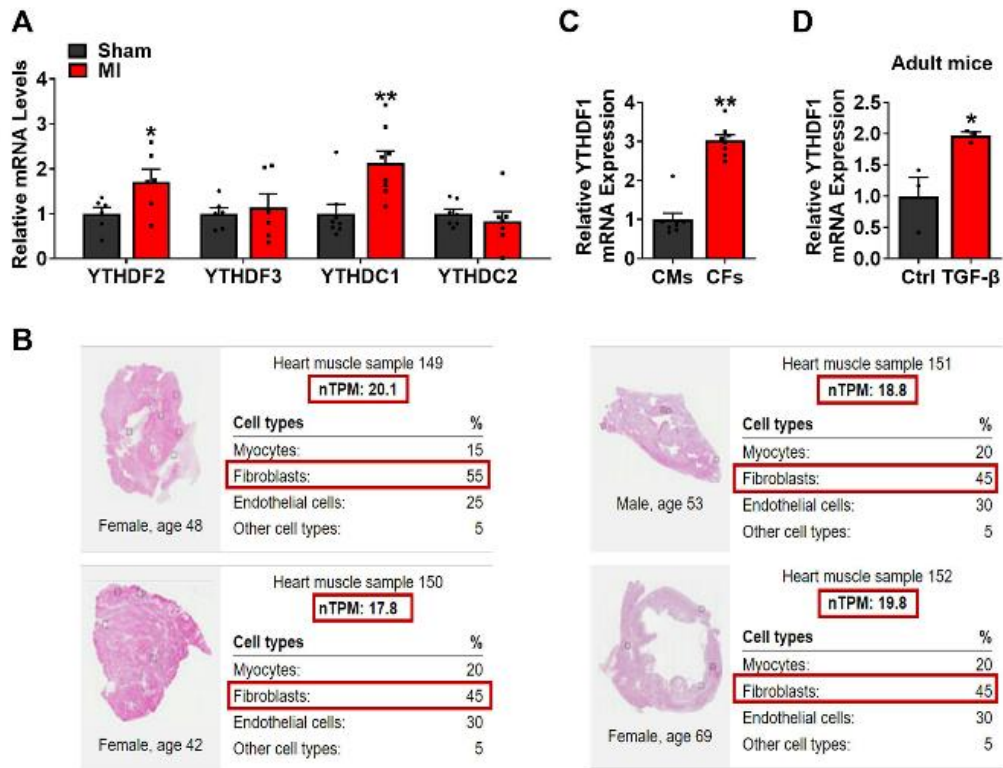 A
Sham
MI
Relative mRNA Levels
4
3
2
1
0
*
**
YTHDF2 YTHDF3 YTHDC1 YTHDC2
C
Relative YTHDF1
mRNA Expression
4
3
2
1
0
**
CMs CFs
D
Adult mice
Relative YTHDF1
mRNA Expression
2.5
2.0
1.5
1.0
0.5
0.0
*
Ctrl TGF-β
B
Heart muscle sample 149
nTPM: 20.1
Cell types %
Myocytes: 15
Fibroblasts: 55
Endothelial cells: 25
Other cell types: 5
Female, age 48
Heart muscle sample 151
nTPM: 18.8
Cell types %
Myocytes: 20
Fibroblasts: 45
Endothelial cells: 30
Other cell types: 5
Male, age 53
Heart muscle sample 150
nTPM: 17.8
Cell types %
Myocytes: 20
Fibroblasts: 45
Endothelial cells: 30
Other cell types: 5
Female, age 42
Heart muscle sample 152
nTPM: 19.8
Cell types %
Myocytes: 20
Fibroblasts: 45
Endothelial cells: 30
Other cell types: 5
Female, age 69